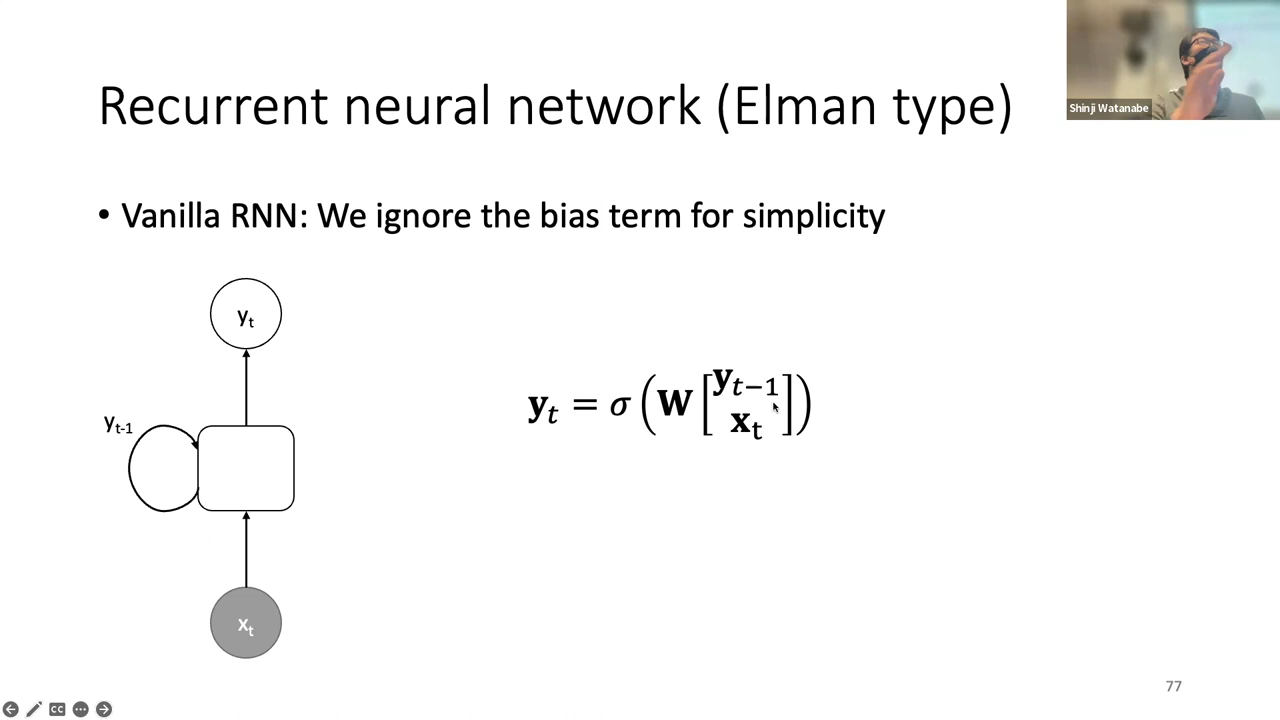 Shinji Watanabe
Recurrent neural network (Elman type)
• Vanilla RNN: We ignore the bias term for simplicity
yₜ
yₜ₋₁
xₜ
𝐲ₜ = σ(𝐖[𝐲ₜ₋₁
𝐱ₜ])
77
CC